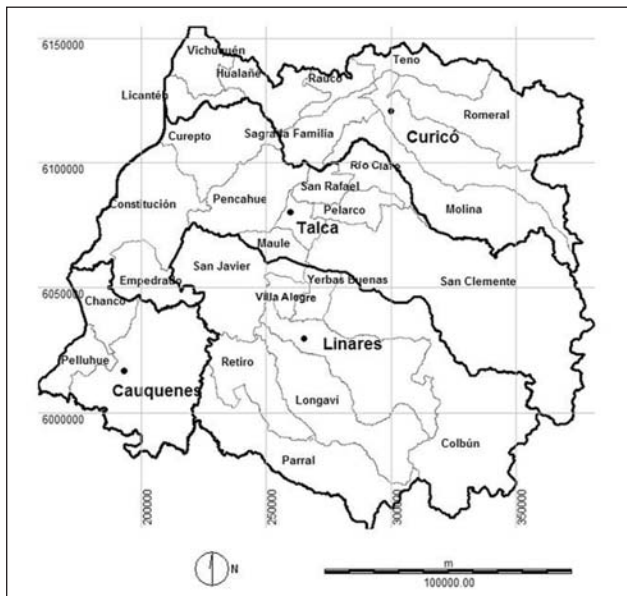 6150000
Vichuquén
Teno
Hualañé
Rauco
Licantén
Romeral
Curepto
Sagrada Familia
Curicó
6100000
Río Claro
San Rafael
Constitución
Pencahue
Pelarco
Molina
Talca
Maule
San Javier
Empedrado
Yerbas Buenas
San Clemente
6050000
Villa Alegre
Chanco
Linares
Pelluhue
Retiro
Cauquenes
Longaví
6000000
Colbún
Parral
200000
250000
300000
350000
N
m
100000.00